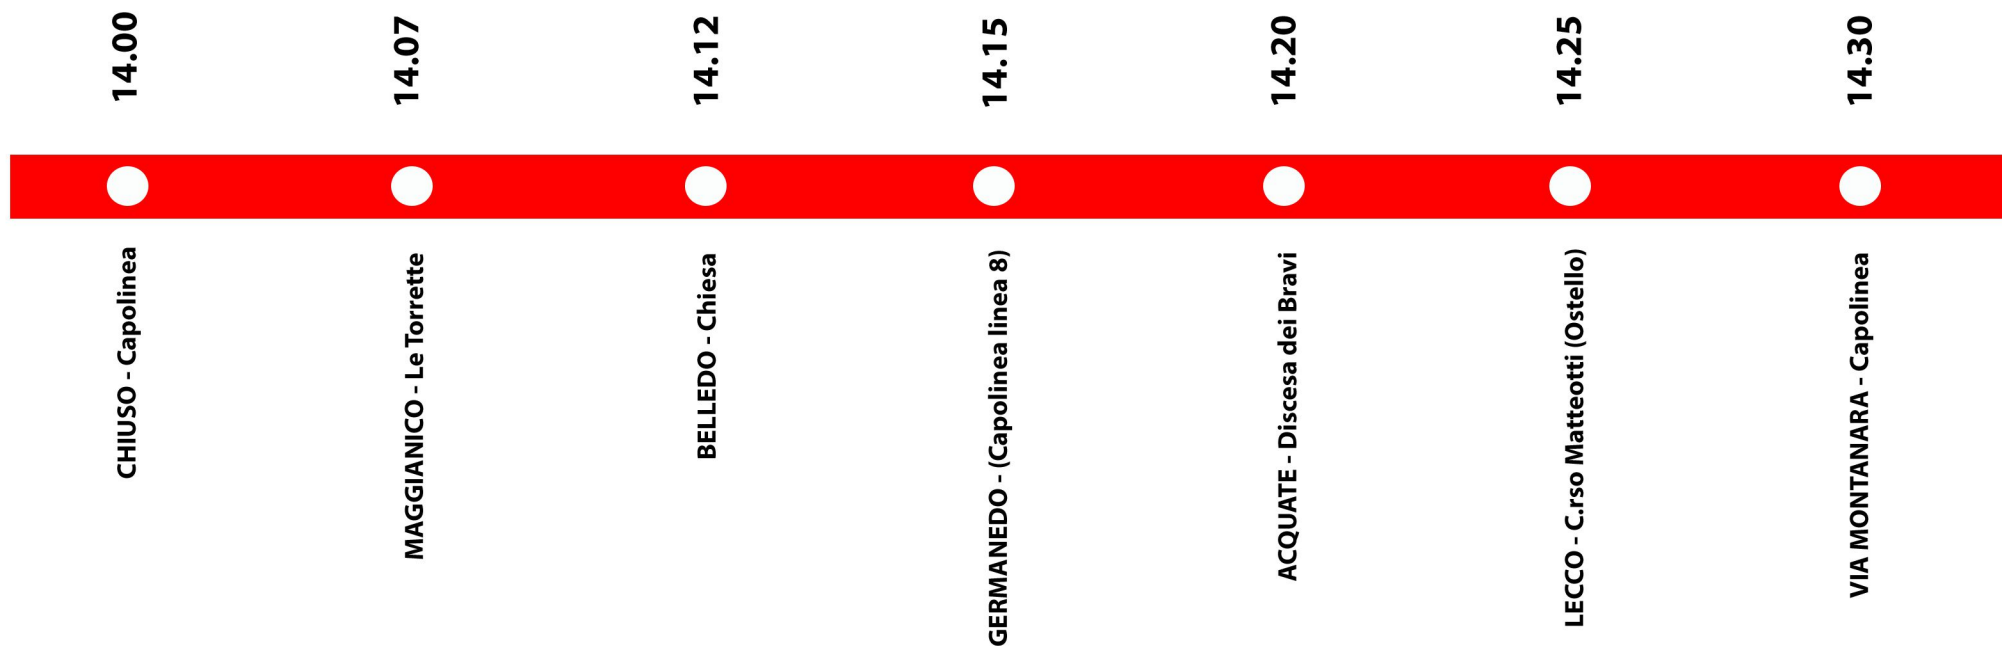 14.00
14.07
14.12
14.15
14.20
14.25
14.30
CHIUSO - Capolinea
MAGGIANICO - Le Torrette
BELLEDO - Chiesa
GERMANEDO - (Capolinea linea 8)
ACQUATE - Discesa dei Bravi
LECCO - C.rso Matteotti (Ostello)
VIA MONTANARA - Capolinea